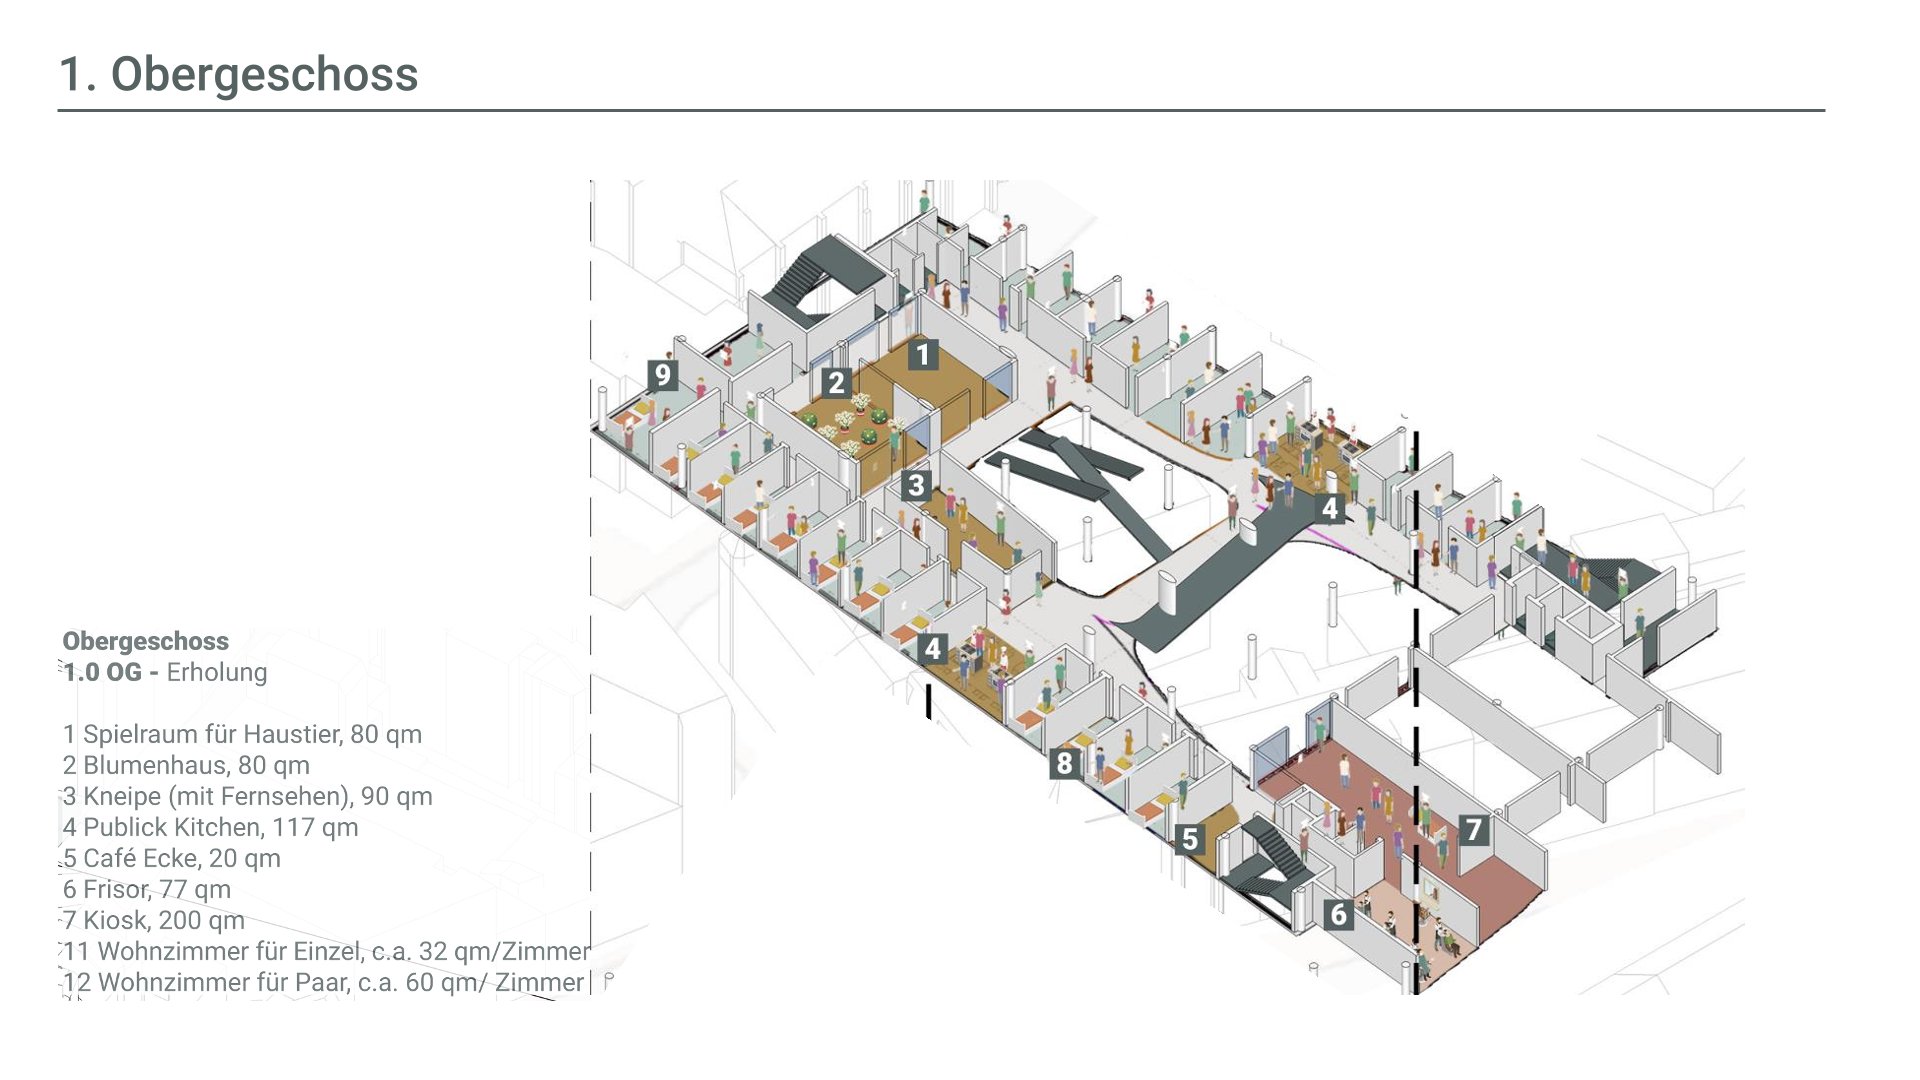 1. Obergeschoss
1
2
9
3
4
4
8
5
7
6
Obergeschoss
1.0 OG - Erholung
1 Spielraum für Haustier, 80 qm
2 Blumenhaus, 80 qm
3 Kneipe (mit Fernsehen), 90 qm
4 Publick Kitchen, 117 qm
5 Café Ecke, 20 qm
6 Frisor, 77 qm
7 Kiosk, 200 qm
11 Wohnzimmer für Einzel, c.a. 32 qm/Zimmer
12 Wohnzimmer für Paar, c.a. 60 qm/ Zimmer